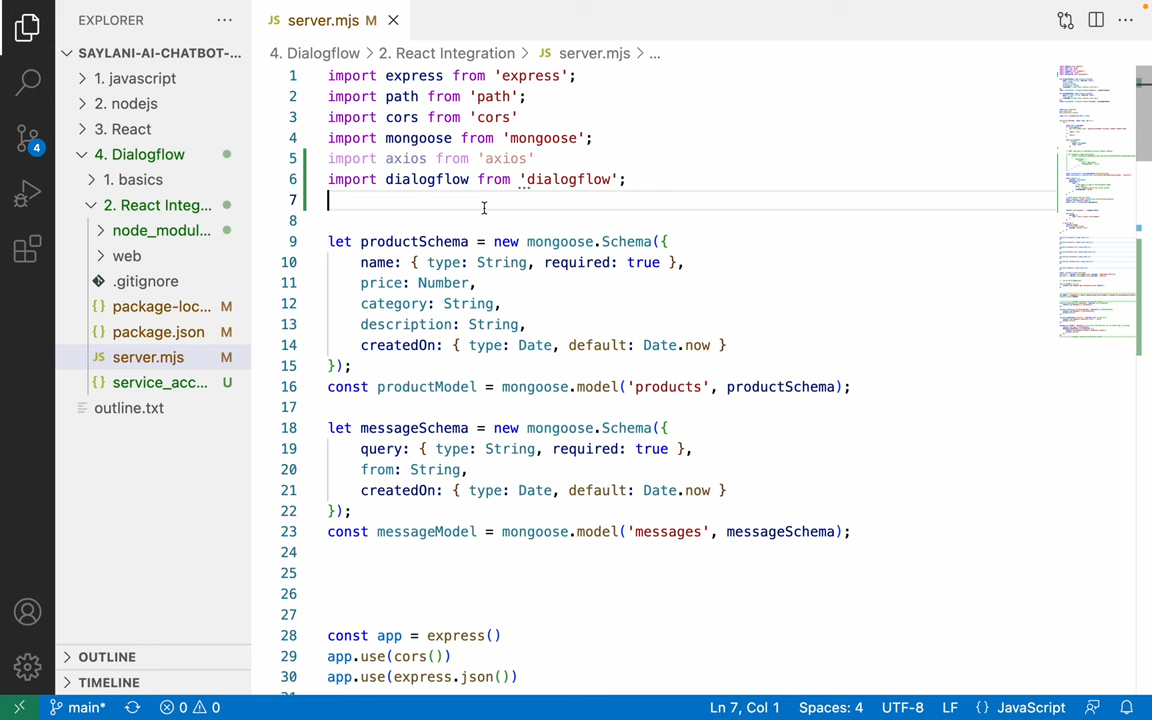 EXPLORER
SAYLANI-AI-CHATBOT-...
1. javascript
2. nodejs
3. React
4. Dialogflow
1. basics
2. React Integ...
node_modul...
web
.gitignore
package-loc... M
package.json M
JS server.mjs M
service_acc... U
outline.txt
OUTLINE
TIMELINE
4
JS server.mjs M
4. Dialogflow > 2. React Integration > JS server.mjs > ...
1 import express from 'express';
2 import path from 'path';
3 import cors from 'cors'
4 import mongoose from 'mongoose';
5 import axios from 'axios'
6 import dialogflow from 'dialogflow';
7
8
9 let productSchema = new mongoose.Schema({
10 name: { type: String, required: true },
11 price: Number,
12 category: String,
13 description: String,
14 createdOn: { type: Date, default: Date.now }
15 });
16 const productModel = mongoose.model('products', productSchema);
17
18 let messageSchema = new mongoose.Schema({
19 query: { type: String, required: true },
20 from: String,
21 createdOn: { type: Date, default: Date.now }
22 });
23 const messageModel = mongoose.model('messages', messageSchema);
24
25
26
27
28 const app = express()
29 app.use(cors())
30 app.use(express.json())
main* 0 0 Ln 7, Col 1 Spaces: 4 UTF-8 LF {} JavaScript